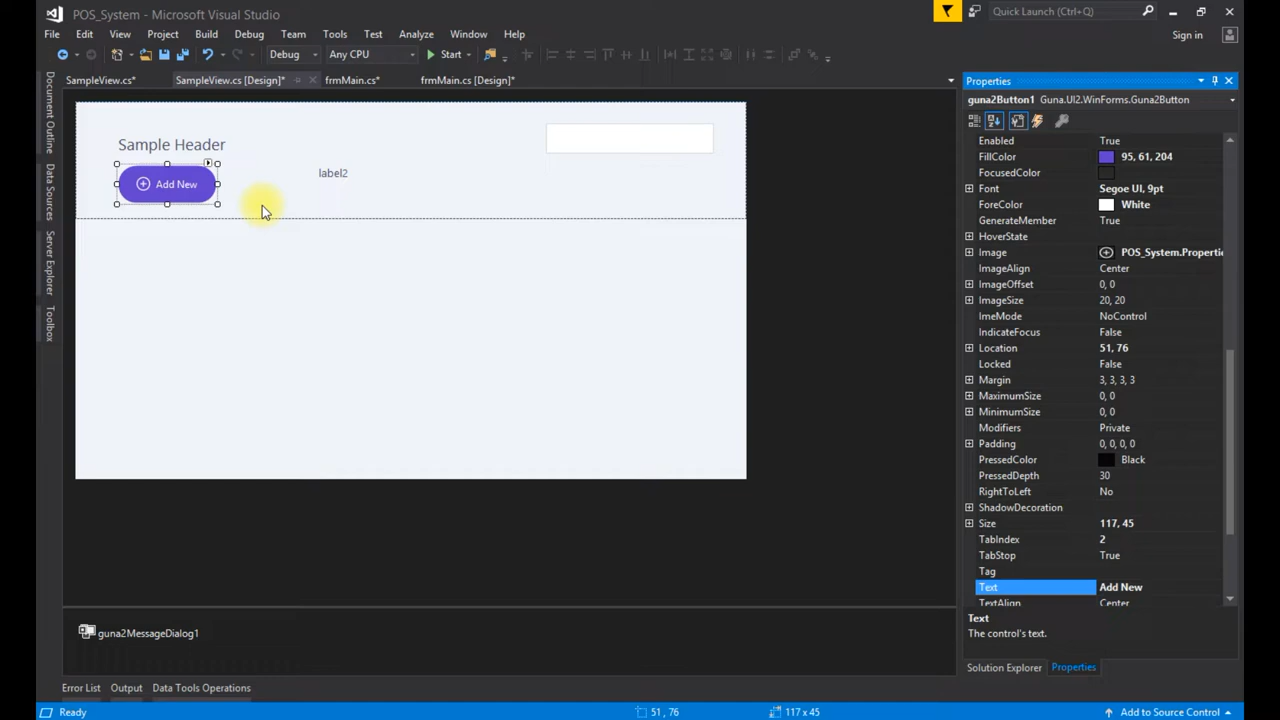 POS_System - Microsoft Visual Studio
Quick Launch (Ctrl+Q)
File Edit View Project Build Debug Team Tools Test Analyze Window Help
Sign in
Debug Any CPU Start
SampleView.cs* SampleView.cs [Design]* frmMain.cs* frmMain.cs [Design]*
Document Outline
Data Sources
Server Explorer
Toolbox
Sample Header
Add New
label2
guna2MessageDialog1
Properties
guna2Button1 Guna.UI2.WinForms.Guna2Button
Enabled True
FillColor 95, 61, 204
FocusedColor
Font Segoe UI, 9pt
ForeColor White
GenerateMember True
HoverState
Image POS_System.Properti
ImageAlign Center
ImageOffset 0, 0
ImageSize 20, 20
ImeMode NoControl
IndicateFocus False
Location 51, 76
Locked False
Margin 3, 3, 3, 3
MaximumSize 0, 0
MinimumSize 0, 0
Modifiers Private
Padding 0, 0, 0, 0
PressedColor Black
PressedDepth 30
RightToLeft No
ShadowDecoration
Size 117, 45
TabIndex 2
TabStop True
Tag
Text Add New
TextAlign Center
Text
The control's text.
Solution Explorer Properties
Error List Output Data Tools Operations
Ready 51 , 76 117 x 45 Add to Source Control